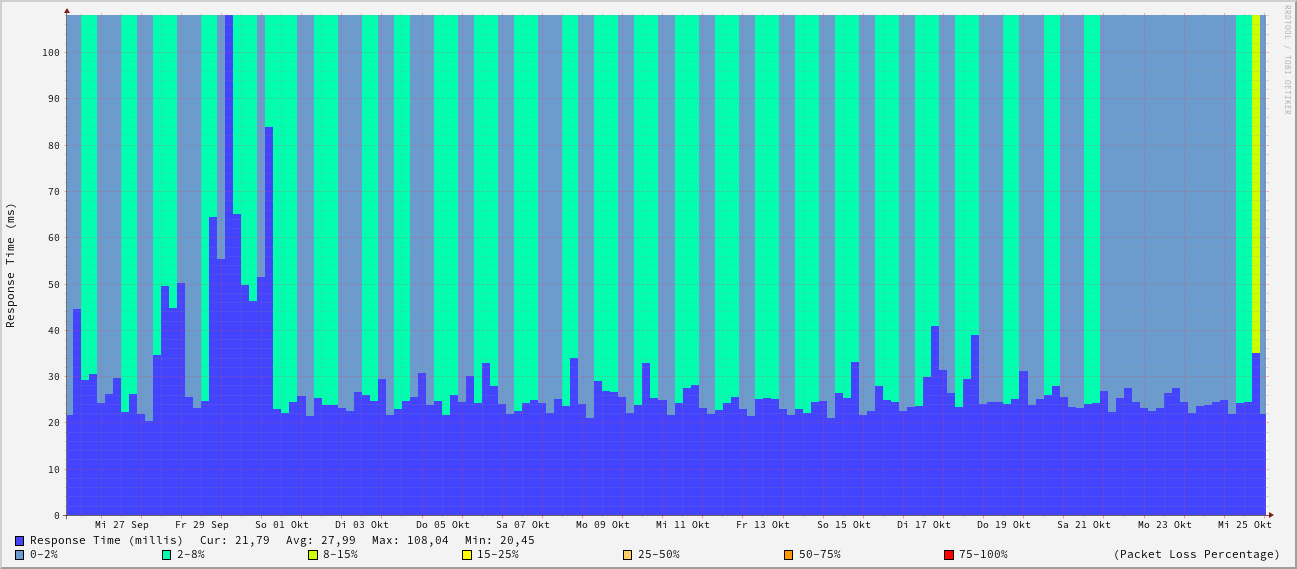 RRDTOOL / TOBI OETIKER
Response Time (ms)
100
90
80
70
60
50
40
30
20
10
0
Mi 27 Sep Fr 29 Sep So 01 Okt Di 03 Okt Do 05 Okt Sa 07 Okt Mo 09 Okt Mi 11 Okt Fr 13 Okt So 15 Okt Di 17 Okt Do 19 Okt Sa 21 Okt Mo 23 Okt Mi 25 Okt
Response Time (millis) Cur: 21,79 Avg: 27,99 Max: 108,04 Min: 20,45
0-2% 2-8% 8-15% 15-25% 25-50% 50-75% 75-100% (Packet Loss Percentage)